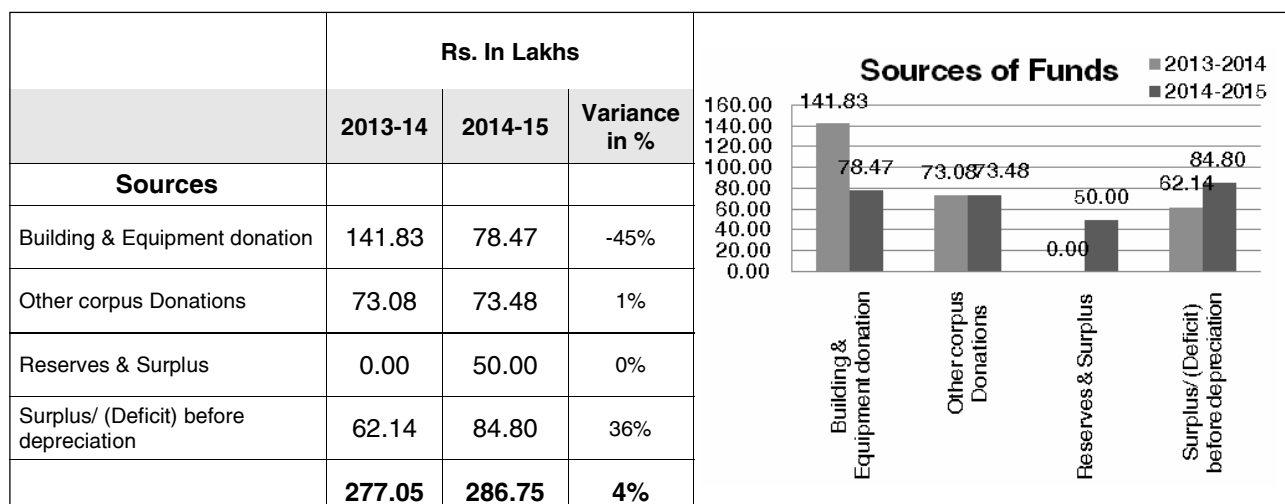 Rs. In Lakhs
2013-14 2014-15 Variance in %
Sources
Building & Equipment donation 141.83 78.47 -45%
Other corpus Donations 73.08 73.48 1%
Reserves & Surplus 0.00 50.00 0%
Surplus/ (Deficit) before
depreciation 62.14 84.80 36%
277.05 286.75 4%
Sources of Funds
2013-2014
2014-2015
160.00
140.00
120.00
100.00
80.00
60.00
40.00
20.00
0.00
141.83
78.47
73.08
73.48
0.00
50.00
62.14
84.80
Building &
Equipment donation
Other corpus
Donations
Reserves & Surplus
Surplus/ (Deficit)
before depreciation